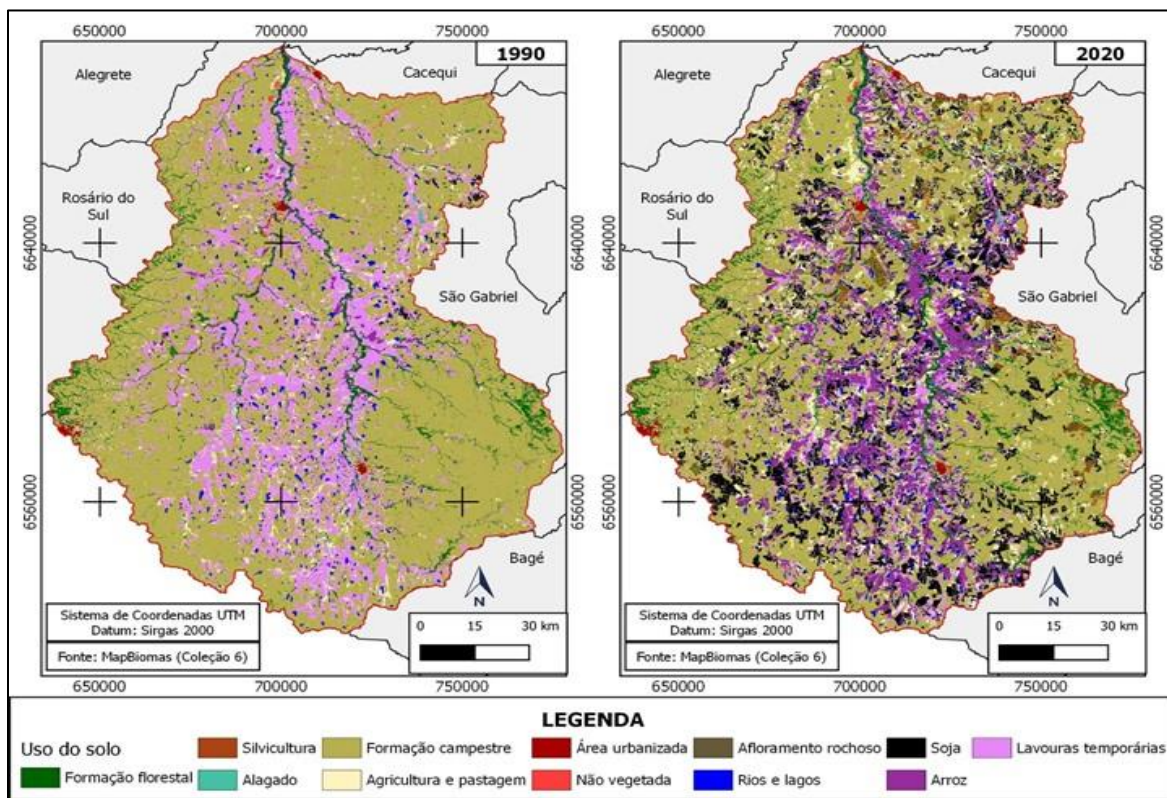 650000 700000 750000
1990
Alegrete
Cacequi
Rosário do
Sul
São Gabriel
Bagé
6640000
6560000
6640000
6560000
N
Sistema de Coordenadas UTM
Datum: Sirgas 2000
Fonte: MapBiomas (Coleção 6)
0 15 30 km
650000 700000 750000
650000 700000 750000
2020
Alegrete
Cacequi
Rosário do
Sul
São Gabriel
Bagé
6640000
6560000
6640000
6560000
N
Sistema de Coordenadas UTM
Datum: Sirgas 2000
Fonte: MapBiomas (Coleção 6)
0 15 30 km
650000 700000 750000
LEGENDA
Uso do solo
Silvicultura Formação campestre Área urbanizada Afloramento rochoso Soja Lavouras temporárias
Formação florestal Alagado Agricultura e pastagem Não vegetada Rios e lagos Arroz